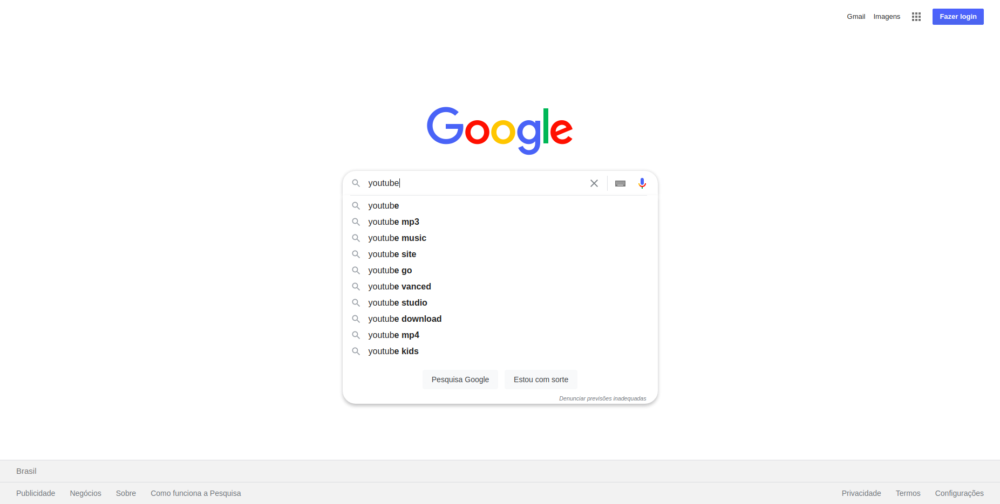 Gmail Imagens Fazer login
Google
youtube
youtube
youtube mp3
youtube music
youtube site
youtube go
youtube vanced
youtube studio
youtube download
youtube mp4
youtube kids
Pesquisa Google Estou com sorte
Denunciar previsões inadequadas
Brasil
Publicidade Negócios Sobre Como funciona a Pesquisa Privacidade Termos Configurações